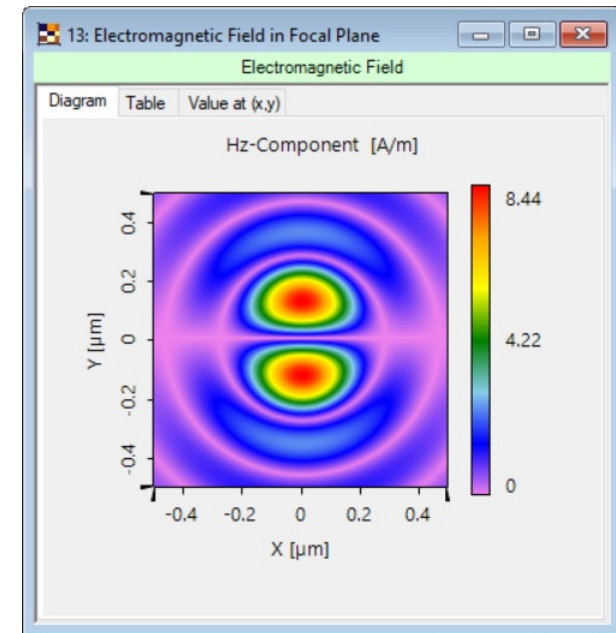 13: Electromagnetic Field in Focal Plane
Electromagnetic Field
Diagram Table Value at (x,y)
Hz-Component [A/m]
8.44
4.22
0
Y [µm]
0.4
0.2
0
-0.2
-0.4
-0.4 -0.2 0 0.2 0.4
X [µm]